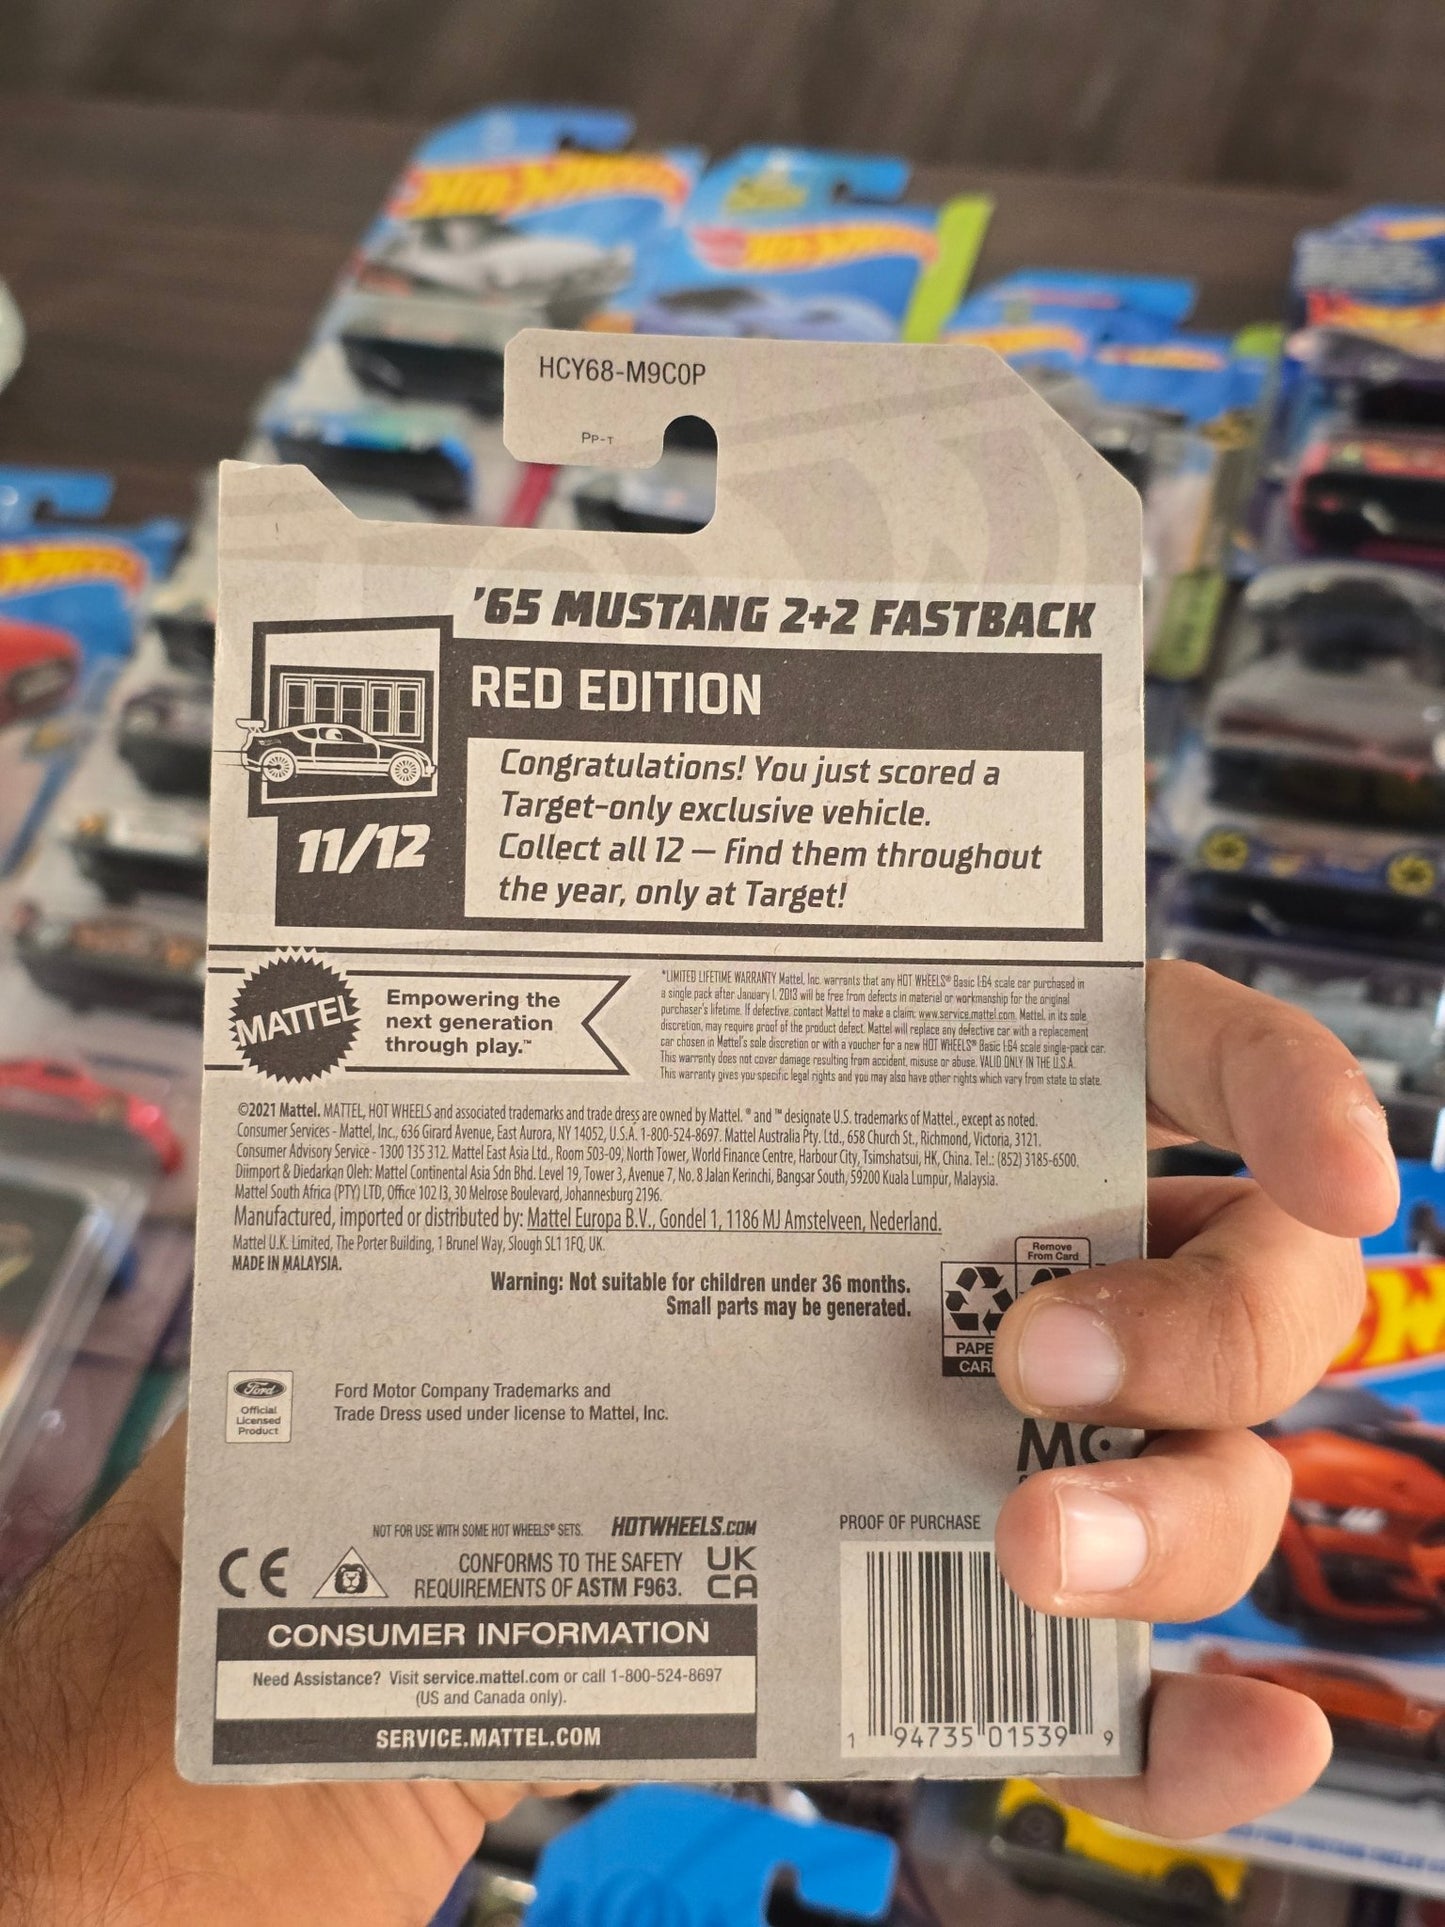 HCY68-M9C0P
PP-T
'65 MUSTANG 2+2 FASTBACK
RED EDITION
Congratulations! You just scored a
Target-only exclusive vehicle.
Collect all 12 – Find them throughout
the year, only at Target!
11/12
MATTEL
Empowering the
next generation
through play.™
*LIMITED LIFETIME WARRANTY Mattel, Inc. warrants that any HOT WHEELS® Basic 1:64 scale car purchased in
a single pack after January 1, 2013 will be free from defects in material or workmanship for the original
purchaser's lifetime. If defective, contact Mattel to make a claim: www.service.mattel.com. Mattel, in its sole
discretion, may require proof of the product defect. Mattel will replace any defective car with a replacement
car chosen in Mattel's sole discretion or with a voucher for a new HOT WHEELS® Basic 1:64 scale single-pack car.
This warranty does not cover damage resulting from accident, misuse or abuse. VALID ONLY IN THE U.S.A.
This warranty gives you specific legal rights and you may also have other rights which vary from state to state.
©2021 Mattel. MATTEL, HOT WHEELS and associated trademarks and trade dress are owned by Mattel. ® and ™ designate U.S. trademarks of Mattel, except as noted.
Consumer Services - Mattel, Inc., 636 Girard Avenue, East Aurora, NY 14052, U.S.A. 1-800-524-8697. Mattel Australia Pty. Ltd., 658 Church St., Richmond, Victoria, 3121.
Consumer Advisory Service - 1300 135 312. Mattel East Asia Ltd., Room 503-09, North Tower, World Finance Centre, Harbour City, Tsimshatsui, HK, China. Tel.: (852) 3185-6500.
Diimport & Diedarkan Oleh: Mattel Continental Asia Sdn Bhd. Level 19, Tower 3, Avenue 7, No. 8 Jalan Kerinchi, Bangsar South, 59200 Kuala Lumpur, Malaysia.
Mattel South Africa (PTY) LTD, Office 102 I3, 30 Melrose Boulevard, Johannesburg 2196.
Manufactured, imported or distributed by: Mattel Europa B.V., Gondel 1, 1186 MJ Amstelveen, Nederland.
Mattel U.K. Limited, The Porter Building, 1 Brunel Way, Slough SL1 1FQ, UK.
MADE IN MALAYSIA.
Warning: Not suitable for children under 36 months.
Small parts may be generated.
Remove
From Card
Ford
Official
Licensed
Product
Ford Motor Company Trademarks and
Trade Dress used under license to Mattel, Inc.
NOT FOR USE WITH SOME HOT WHEELS® SETS. HOTWHEELS.COM
CE
CONFORMS TO THE SAFETY
REQUIREMENTS OF ASTM F963.
UK
CA
PROOF OF PURCHASE
CONSUMER INFORMATION
Need Assistance? Visit service.mattel.com or call 1-800-524-8697
(US and Canada only).
SERVICE.MATTEL.COM
1 94735 01539 9